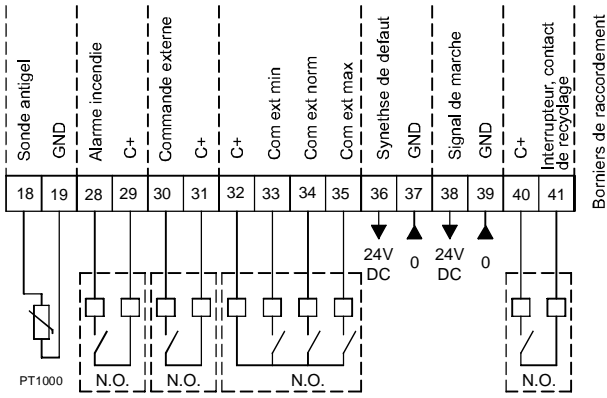 Sonde antigel
GND
Alarme incendie
C+
Commande externe
C+
C+
Com ext min
Com ext norm
Com ext max
Synethse de defaut
GND
Signal de marche
GND
C+
Interrupteur, contact
de recyclage
Borniers de raccordement
18 19 28 29 30 31 32 33 34 35 36 37 38 39 40 41
24V
DC
0
24V
DC
0
PT1000
N.O.
N.O.
N.O.
N.O.